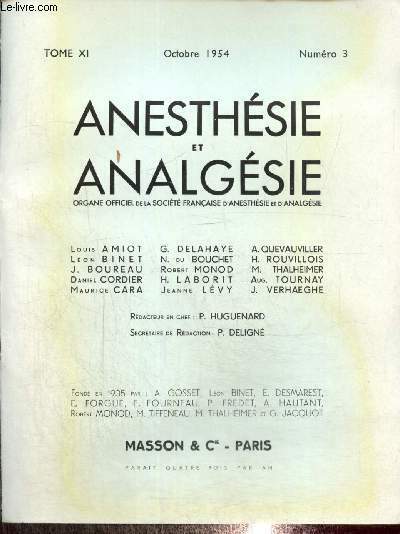 www.le-livre.com
TOME XI Octobre 1954 Numéro 3
ANESTHÉSIE
ET
ANALGÉSIE
ORGANE OFFICIEL DE LA SOCIÉTÉ FRANÇAISE D'ANESTHÉSIE ET D'ANALGÉSIE
LOUIS AMIOT G. DELAHAYE A. QUEVAUVILLER
LÉON BINET N. DU BOUCHET H. ROUVILLOIS
J. BOUREAU ROBERT MONOD M. THALHEIMER
DANIEL CORDIER H. LABORIT AUG. TOURNAY
MAURICE CARA JEANNE LÉVY J. VERHAEGHE
RÉDACTEUR EN CHEF : P. HUGUENARD
SECRÉTAIRE DE RÉDACTION : P. DELIGNÉ
FONDÉ EN 1935 PAR : A. GOSSET, LÉON BINET, E. DESMAREST,
E. FORGUE, E. FOURNEAU, P. FREDET, A. HAUTANT,
ROBERT MONOD, M. TIFFENEAU, M. THALHEIMER ET G. JACQUOT
MASSON & Cie - PARIS
PARAIT QUATRE FOIS PAR AN